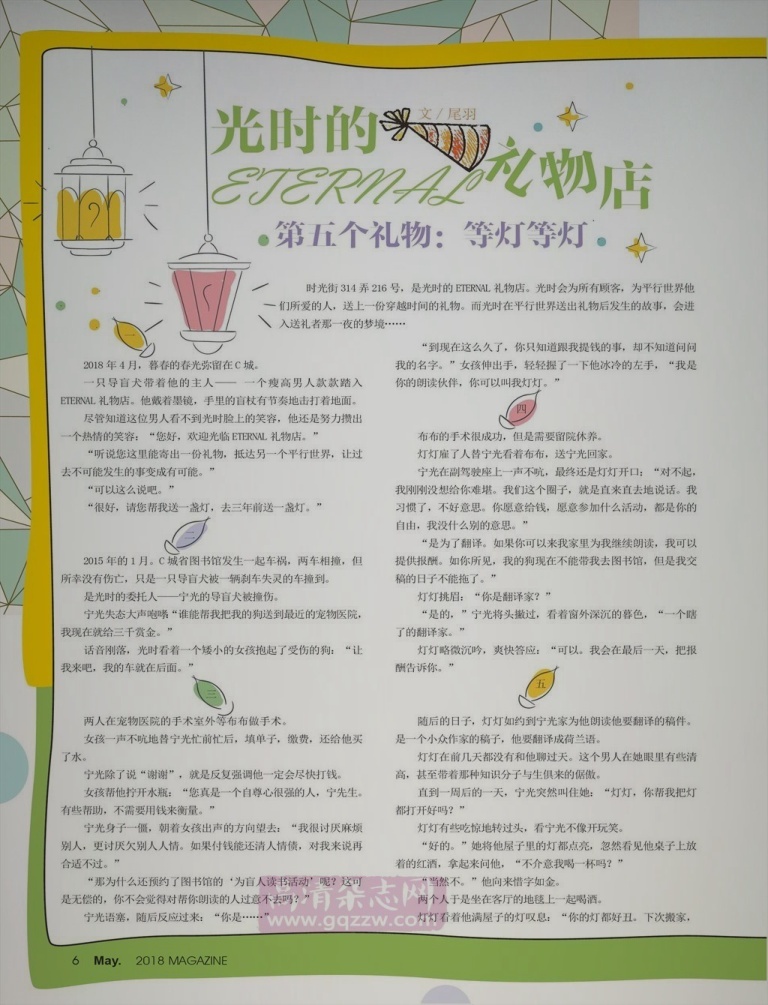 光时的
文/尾羽
ETERNAL
礼物店
第五个礼物：等灯等灯
时光街314弄216号，是光时的ETERNAL礼物店。光时会为所有顾客，为平行世界他
们所爱的人，送上一份穿越时间的礼物。而光时在平行世界送出礼物后发生的故事，会进
入送礼者那一夜的梦境……
一
2018年4月，暮春的春光弥留在C城。
一只导盲犬带着他的主人—— 一个瘦高男人款款踏入
ETERNAL礼物店。他戴着墨镜，手里的盲杖有节奏地击打着地面。
尽管知道这位男人看不到光时脸上的笑容，他还是努力攒出
一个热情的笑容：“您好，欢迎光临ETERNAL礼物店。”
“听说您这里能寄出一份礼物，抵达另一个平行世界，让过
去不可能发生的事变成有可能。”
“可以这么说吧。”
“很好，请您帮我送一盏灯，去三年前送一盏灯。”
二
2015年的1月。C城省图书馆发生一起车祸，两车相撞，但
所幸没有伤亡，只是一只导盲犬被一辆刹车失灵的车撞到。
是光时的委托人——宁光的导盲犬被撞伤。
宁光失态大声咆哮“谁能帮我把我的狗送到最近的宠物医院，
我现在就给三千赏金。”
话音刚落，光时看着一个矮小的女孩抱起了受伤的狗：“让
我来吧，我的车就在后面。”
三
两人在宠物医院的手术室外等布布做手术。
女孩一声不吭地替宁光忙前忙后，填单子，缴费，还给他买
了水。
宁光除了说“谢谢”，就是反复强调他一定会尽快打钱。
女孩帮他拧开水瓶：“您真是一个自尊心很强的人，宁先生。
有些帮助，不需要用钱来衡量。”
宁光身子一僵，朝着女孩出声的方向望去：“我很讨厌麻烦
别人，更讨厌欠别人人情。如果付钱能还清人情债，对我来说再
合适不过。”
“那为什么还预约了图书馆的‘为盲人读书活动’呢？这可
是无偿的，你不会觉得对帮你朗读的人过意不去吗？”
宁光语塞，随后反应过来：“你是……”
“到现在这么久了，你只知道跟我提钱的事，却不知道问问
我的名字。”女孩伸出手，轻轻握了一下他冰冷的左手，“我是
你的朗读伙伴，你可以叫我灯灯。”
四
布布的手术很成功，但是需要留院休养。
灯灯雇了人替宁光看着布布，送宁光回家。
宁光在副驾驶座上一声不吭，最终还是灯灯开口：“对不起，
我刚刚没想给你难堪。我们这个圈子，就是直来直去地说话。我
习惯了，不好意思。你愿意给钱，愿意参加什么活动，都是你的
自由，我没什么别的意思。”
“是为了翻译。如果你可以来我家里为我继续朗读，我可以
提供报酬。如你所见，我的狗现在不能带我去图书馆，但是我交
稿的日子不能拖了。”
灯灯挑眉：“你是翻译家？”
“是的，”宁光将头撇过，看着窗外深沉的暮色，“一个瞎
了的翻译家。”
灯灯略微沉吟，爽快答应：“可以。我会在最后一天，把报
酬告诉你。”
五
随后的日子，灯灯如约到宁光家为他朗读他要翻译的稿件。
是一个小众作家的稿子，他要翻译成荷兰语。
灯灯在前几天都没有和他聊过天。这个男人在她眼里有些清
高，甚至带着那种知识分子与生俱来的倨傲。
直到一周后的一天，宁光突然叫住她：“灯灯，你帮我把灯
都打开好吗？”
灯灯有些吃惊地转过头，看宁光不像开玩笑。
“好的。”她将他屋子里的灯都点亮，忽然看见他桌子上放
着的红酒，拿起来问他，“不介意我喝一杯吗？”
“当然不。”他向来惜字如金。
两个人于是坐在客厅的地毯上一起喝酒。
灯灯看着他满屋子的灯叹息：“你的灯都好丑。下次搬家，
高清杂志网
www.gqzzw.com
6 May. 2018 MAGAZINE